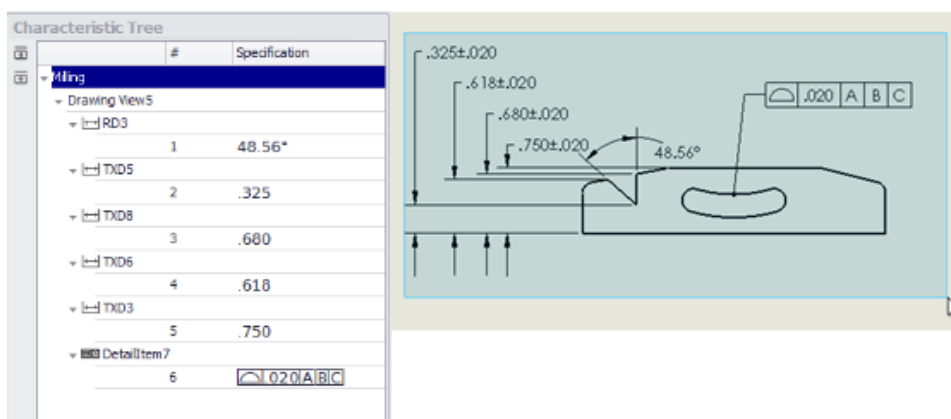 Characteristic Tree
# Specification
Milling
Drawing View5
RD3
1 48.56°
TXD5
2 .325
TXD8
3 .680
TXD6
4 .618
TXD3
5 .750
DetailItem7
6 .020 A B C
.325±.020
.618±.020
.680±.020
.750±.020
48.56°
.020 A B C